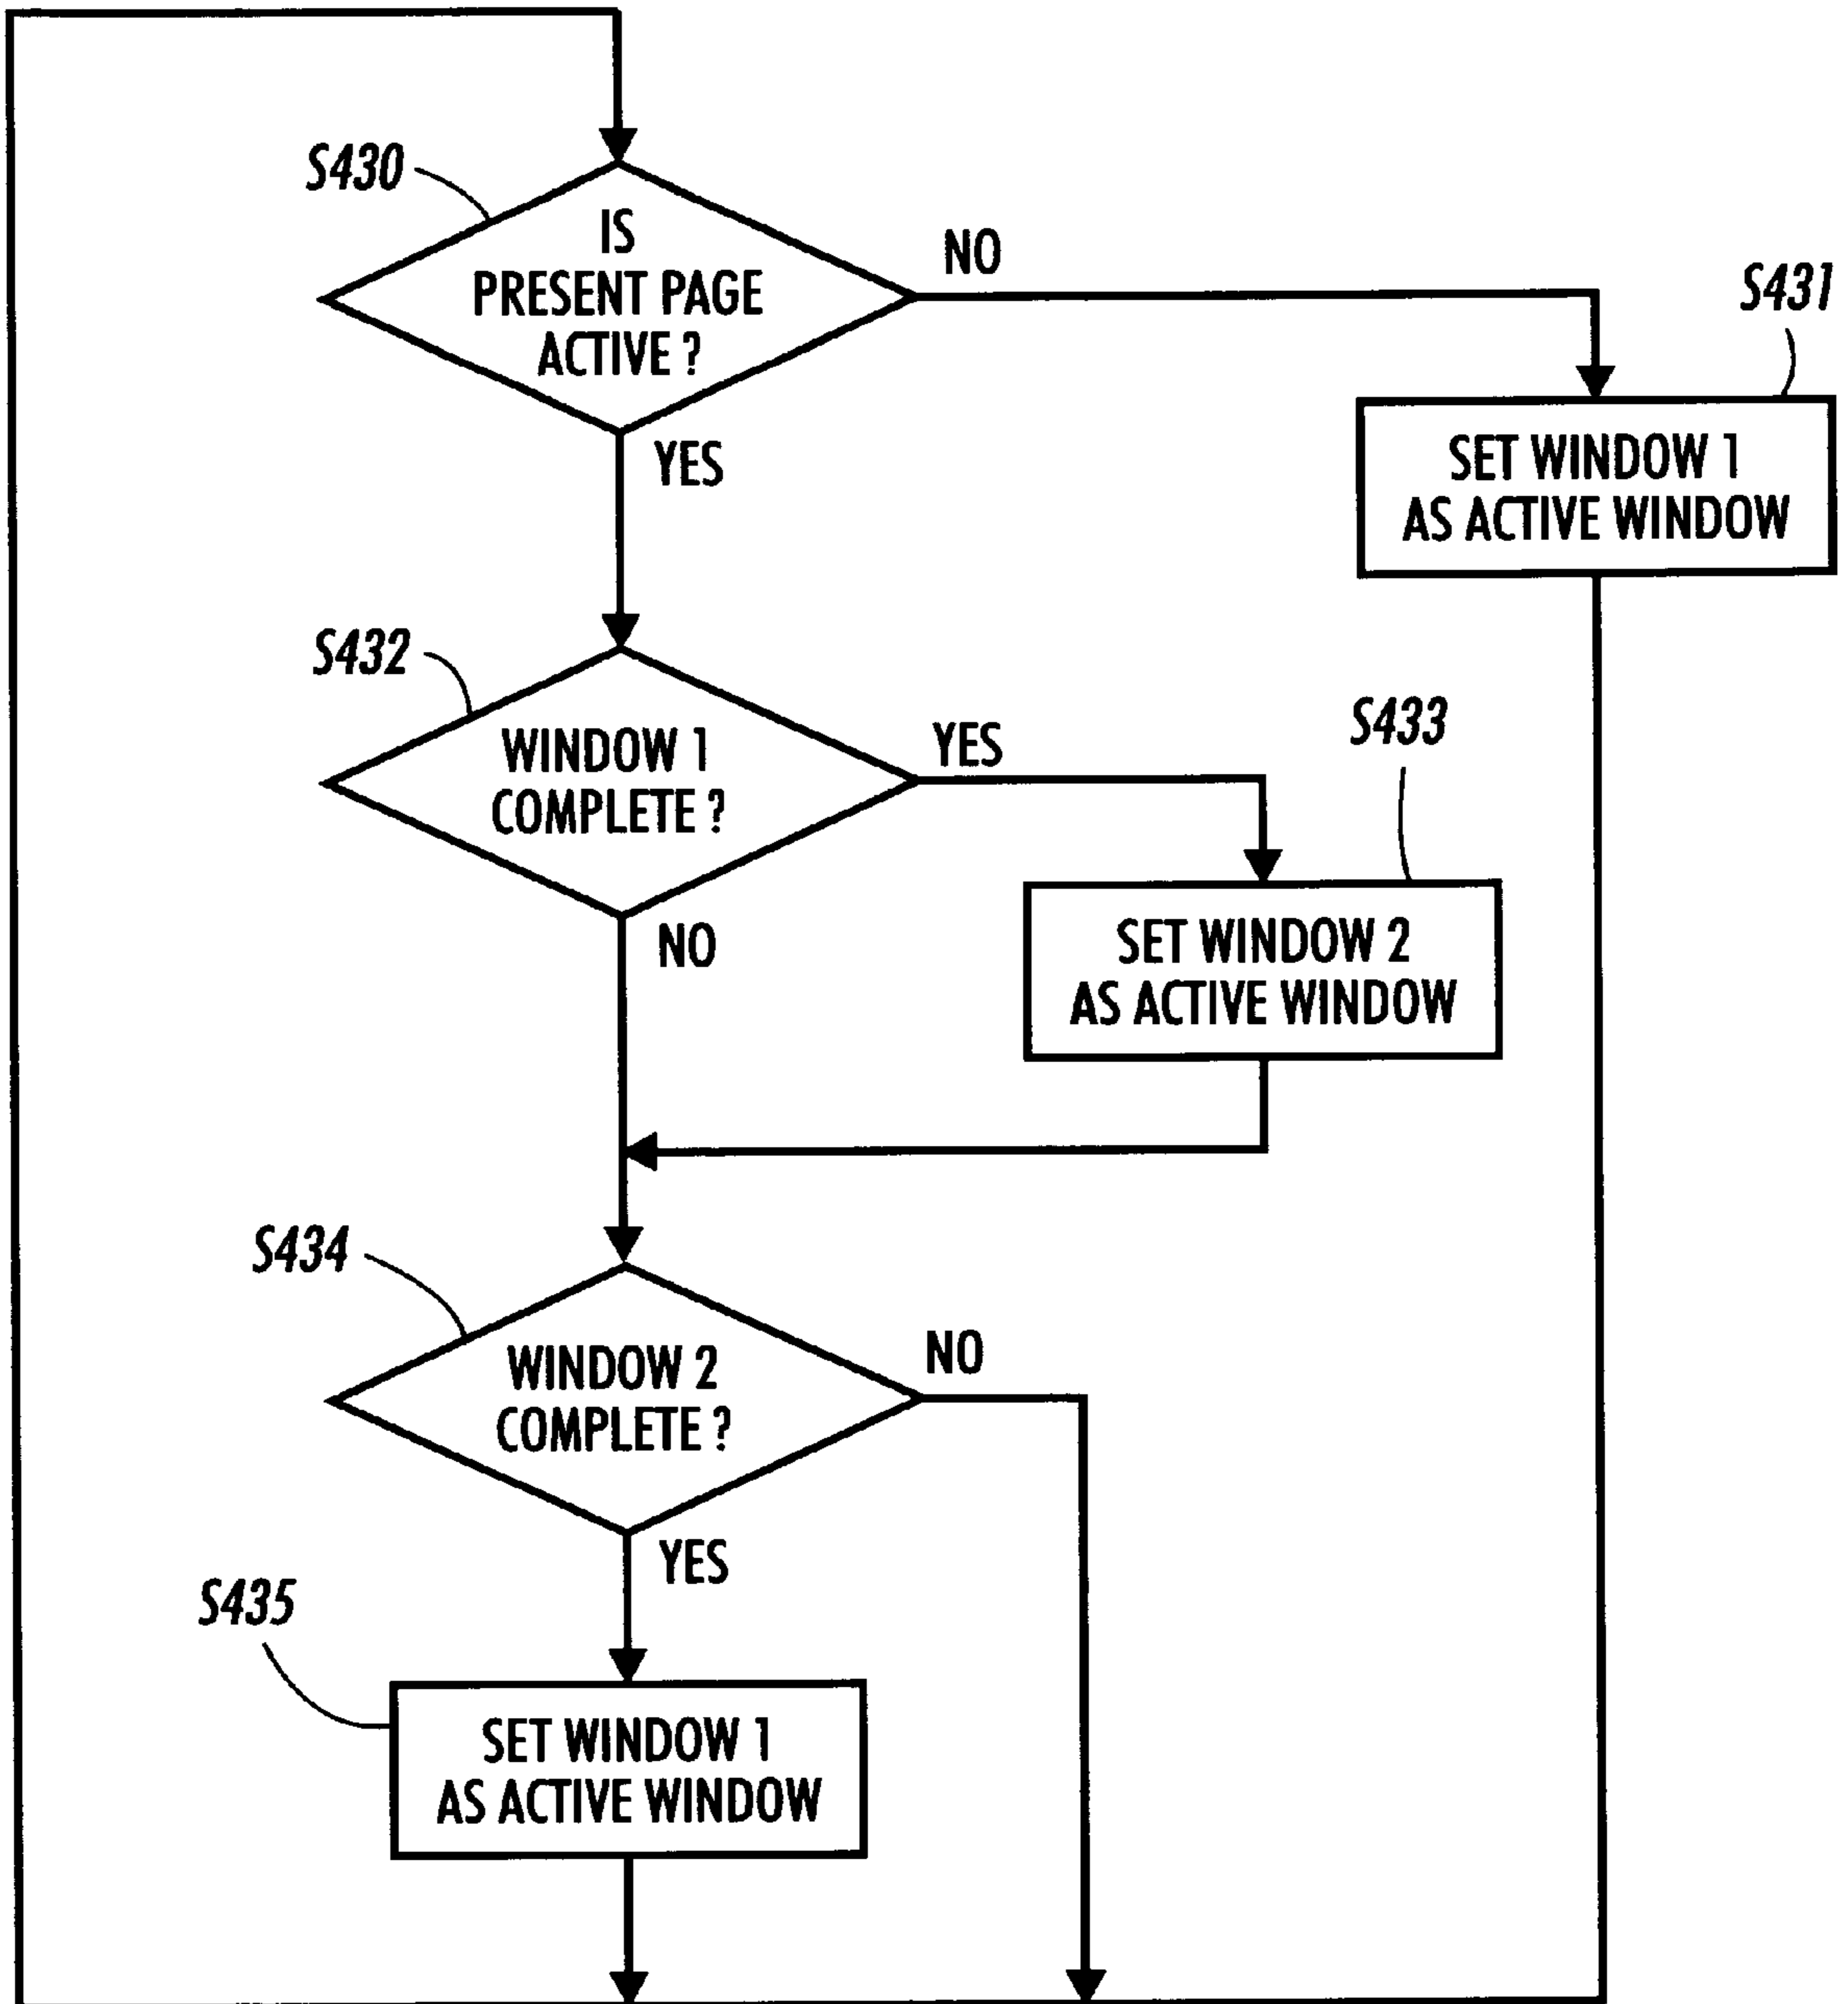 S430
IS
PRESENT PAGE
ACTIVE ?
NO
YES
S431
SET WINDOW 1
AS ACTIVE WINDOW
S432
WINDOW 1
COMPLETE ?
YES
NO
S433
SET WINDOW 2
AS ACTIVE WINDOW
S434
WINDOW 2
COMPLETE ?
NO
YES
S435
SET WINDOW 1
AS ACTIVE WINDOW